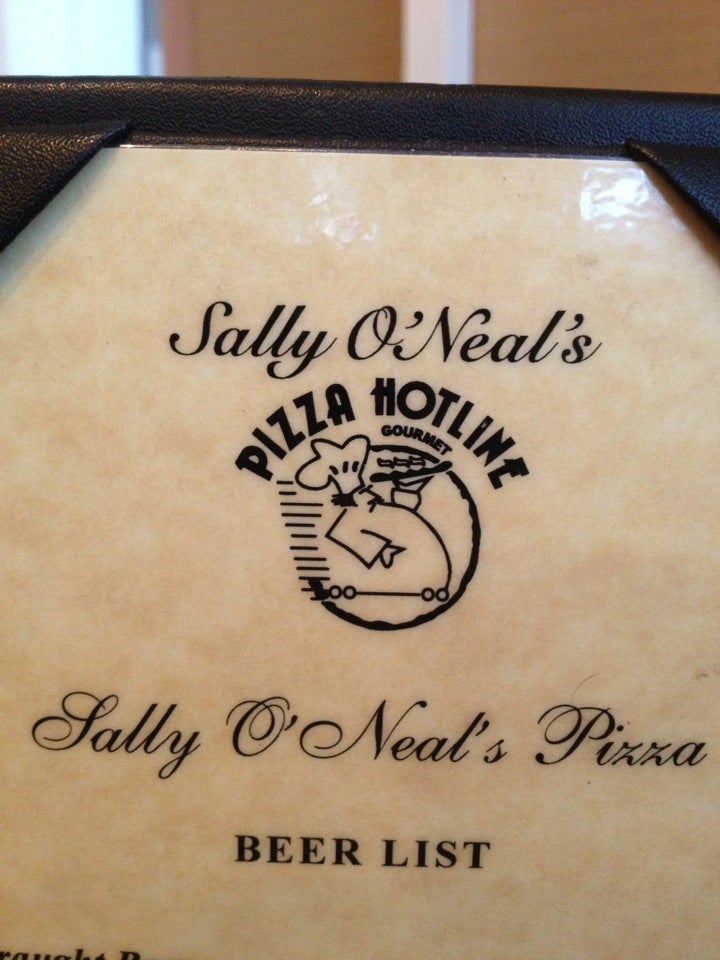 Sally O'Neal's
PIZZA HOTLINE
GOURMET
Sally O'Neal's Pizza
BEER LIST